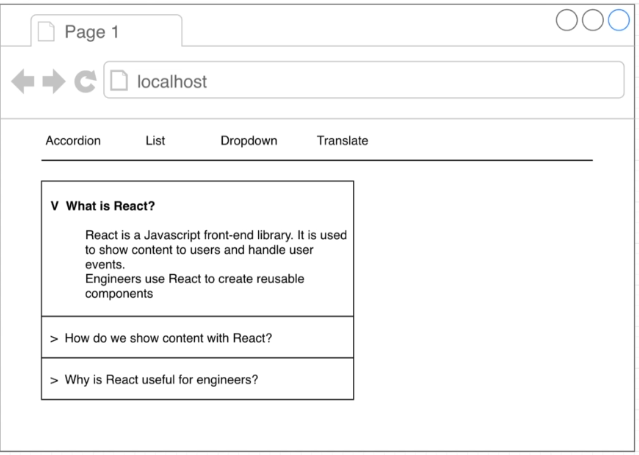 Page 1
localhost
Accordion List Dropdown Translate
V What is React?
React is a Javascript front-end library. It is used
to show content to users and handle user
events.
Engineers use React to create reusable
components
> How do we show content with React?
> Why is React useful for engineers?